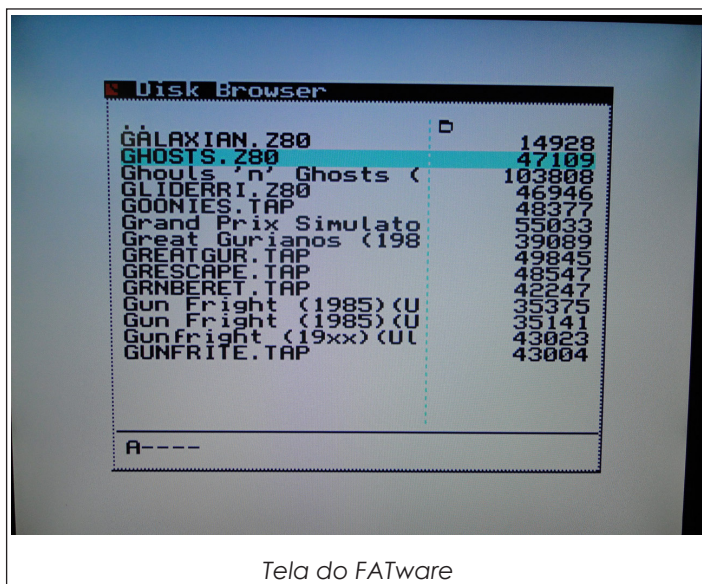 Disk Browser
..
GALAXIAN.Z80 14928
GHOSTS.Z80 47109
Ghouls 'n' Ghosts ( 103808
GLIDERRI.Z80 46946
GOONIES.TAP 48377
Grand Prix Simulato 55033
Great Gurianos (198 39089
GREATGUR.TAP 49845
GRESCAPE.TAP 48547
GRNBERET.TAP 42247
Gun Fright (1985)(U 35375
Gun Fright (1985)(U 35141
Gunfright (19xx)(Ul 43023
GUNFRITE.TAP 43004
A----
Tela do FATware